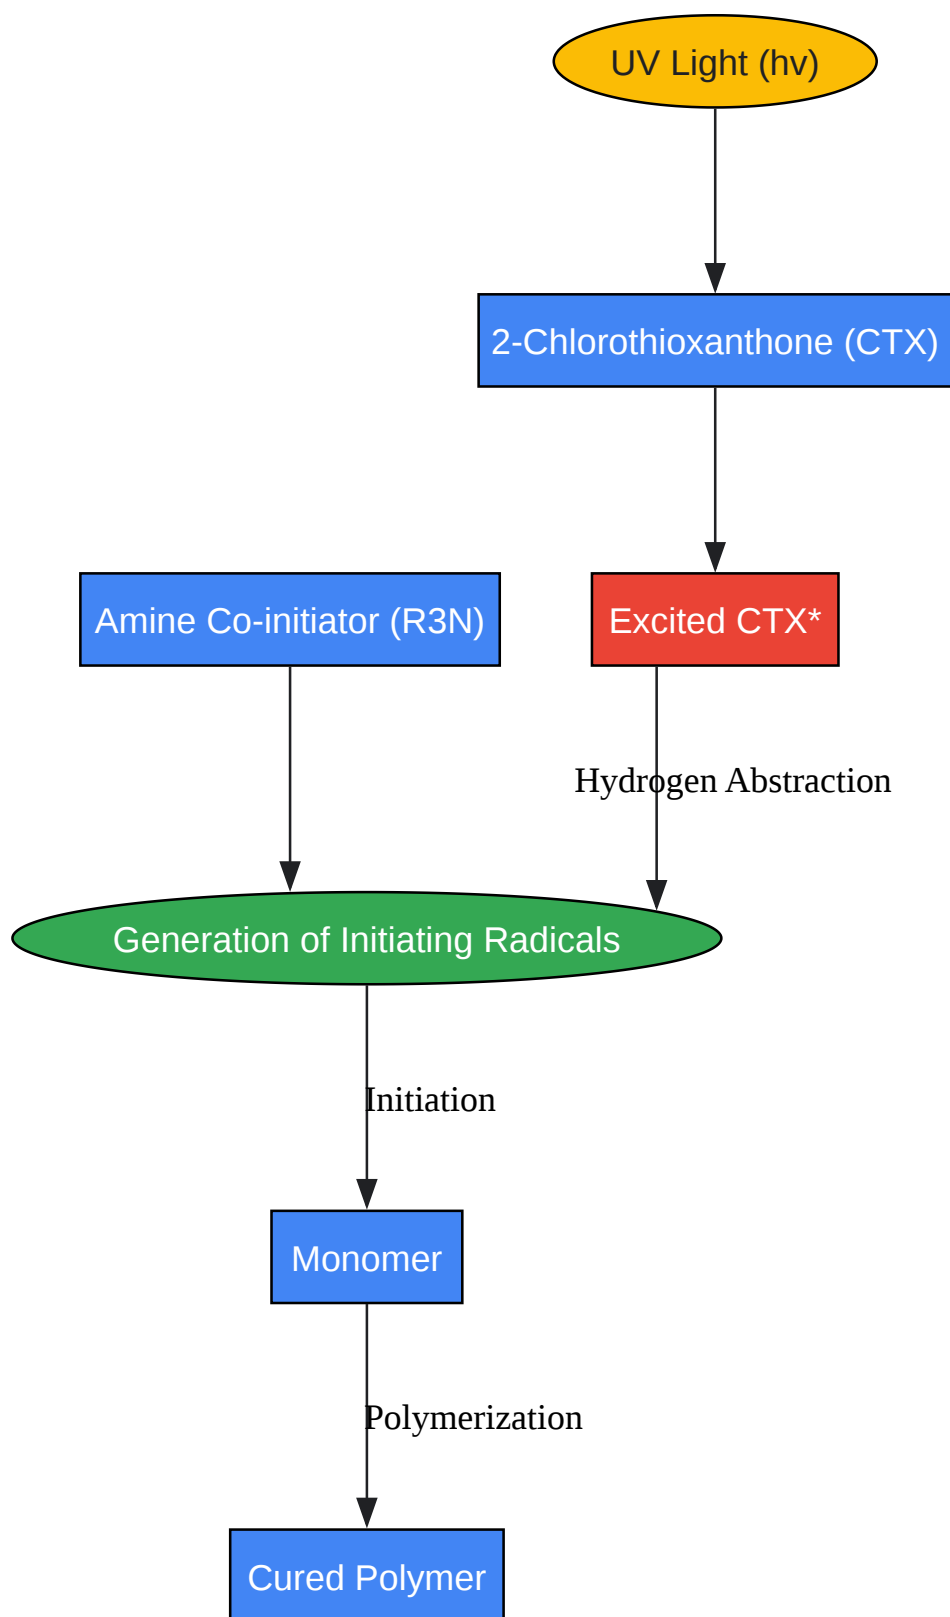 UV Light (hv)
2-Chlorothioxanthone (CTX)
Amine Co-initiator (R3N)
Excited CTX*
Hydrogen Abstraction
Generation of Initiating Radicals
Initiation
Monomer
Polymerization
Cured Polymer